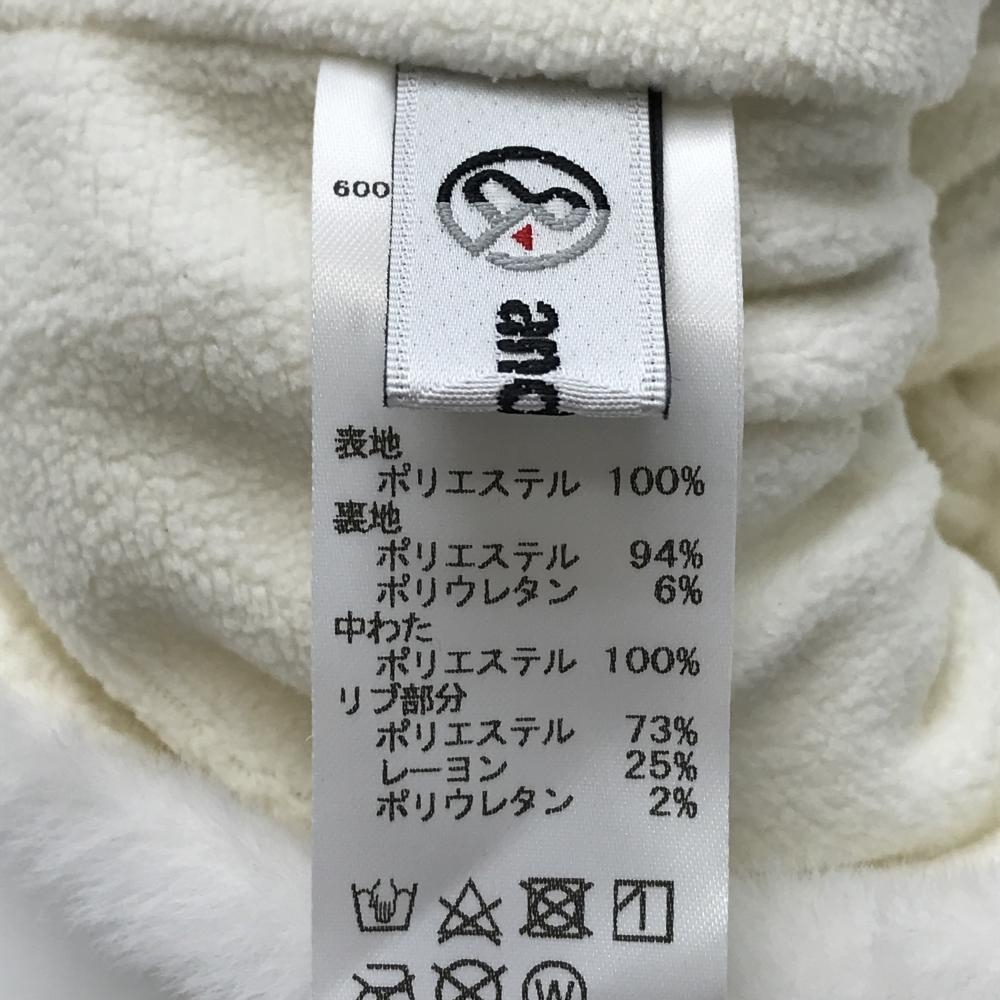 600
and
表地
ポリエステル 100%
裏地
ポリエステル 94%
ポリウレタン 6%
中わた
ポリエステル 100%
リブ部分
ポリエステル 73%
レーヨン 25%
ポリウレタン 2%
W